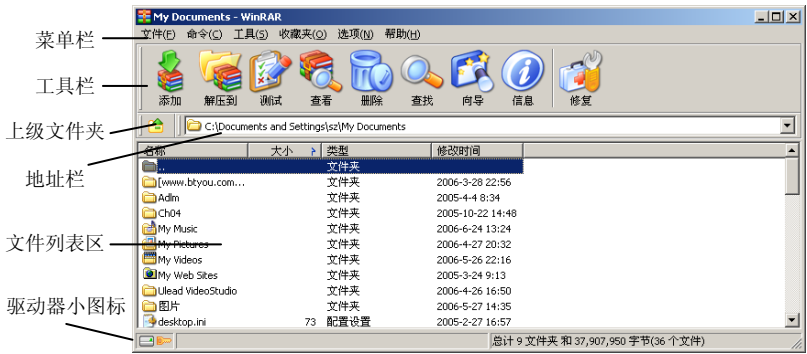 My Documents - WinRAR
菜单栏
文件(F) 命令(C) 工具(S) 收藏夹(O) 选项(N) 帮助(H)
工具栏
添加 解压到 测试 查看 删除 查找 向导 信息 修复
上级文件夹
C:\Documents and Settings\sz\My Documents
地址栏
名称 大小 类型 修改时间
.. 文件夹
[www.btyou.com... 文件夹 2006-3-28 22:56
Adlm 文件夹 2005-4-4 8:34
Ch04 文件夹 2005-10-22 14:48
My Music 文件夹 2006-6-24 13:24
文件列表区
My Pictures 文件夹 2006-4-27 20:32
My Videos 文件夹 2006-5-26 22:16
My Web Sites 文件夹 2005-3-24 9:13
Ulead VideoStudio 文件夹 2006-4-26 16:50
图片 文件夹 2006-5-27 14:35
驱动器小图标
desktop.ini 73 配置设置 2005-2-27 16:57
总计 9 文件夹 和 37,907,950 字节(36 个文件)